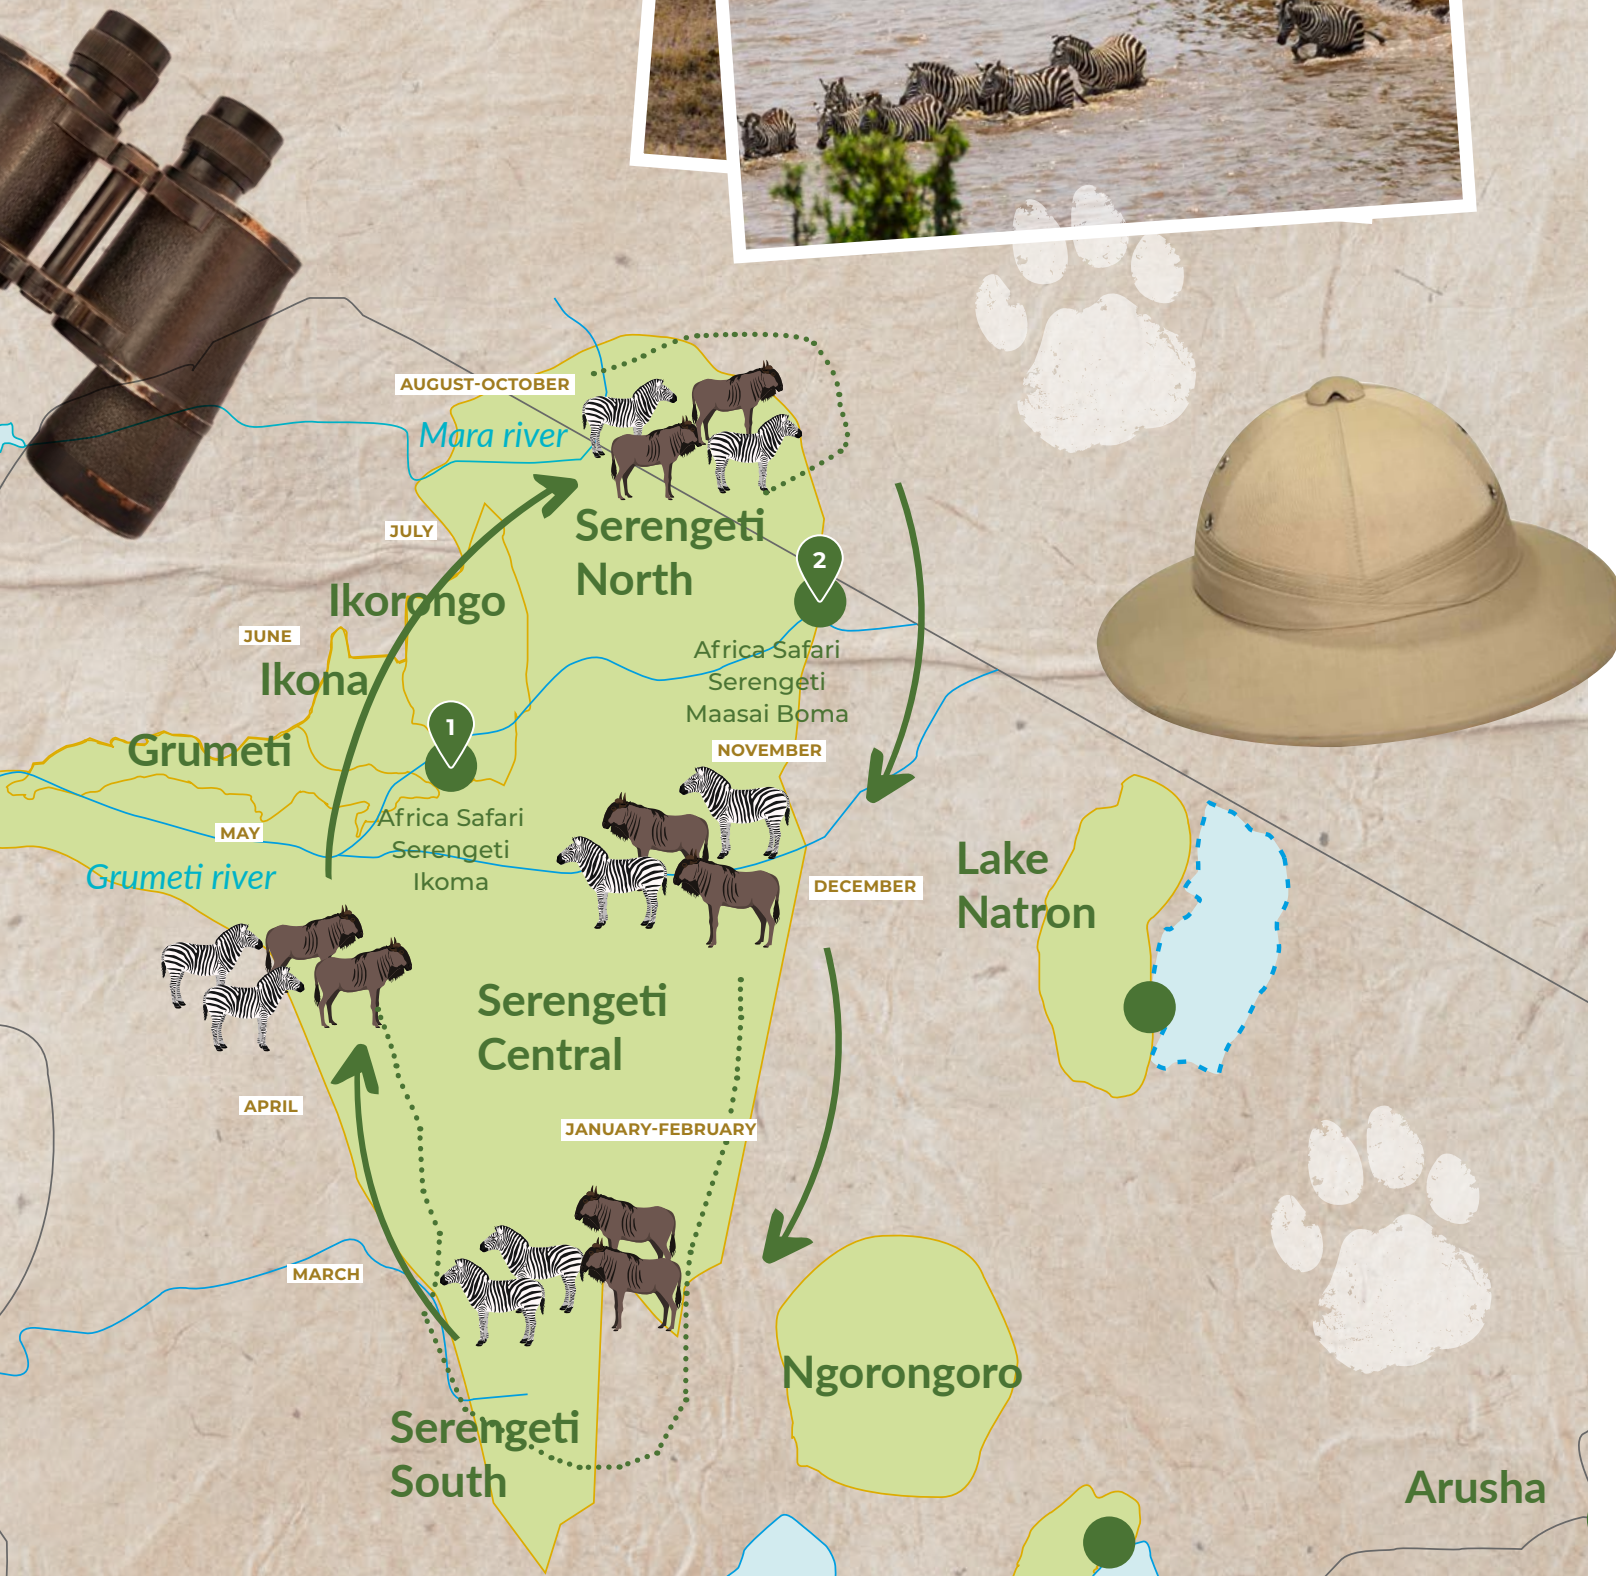 AUGUST-OCTOBER
Mara river
JULY
Serengeti
North
2
Ikorongo
JUNE
Ikona
Africa Safari
Serengeti
Maasai Boma
1
Grumeti
NOVEMBER
Africa Safari
Serengeti
Ikoma
MAY
Grumeti river
DECEMBER
Lake
Natron
Serengeti
Central
APRIL
JANUARY-FEBRUARY
MARCH
Ngorongoro
Serengeti
South
Arusha